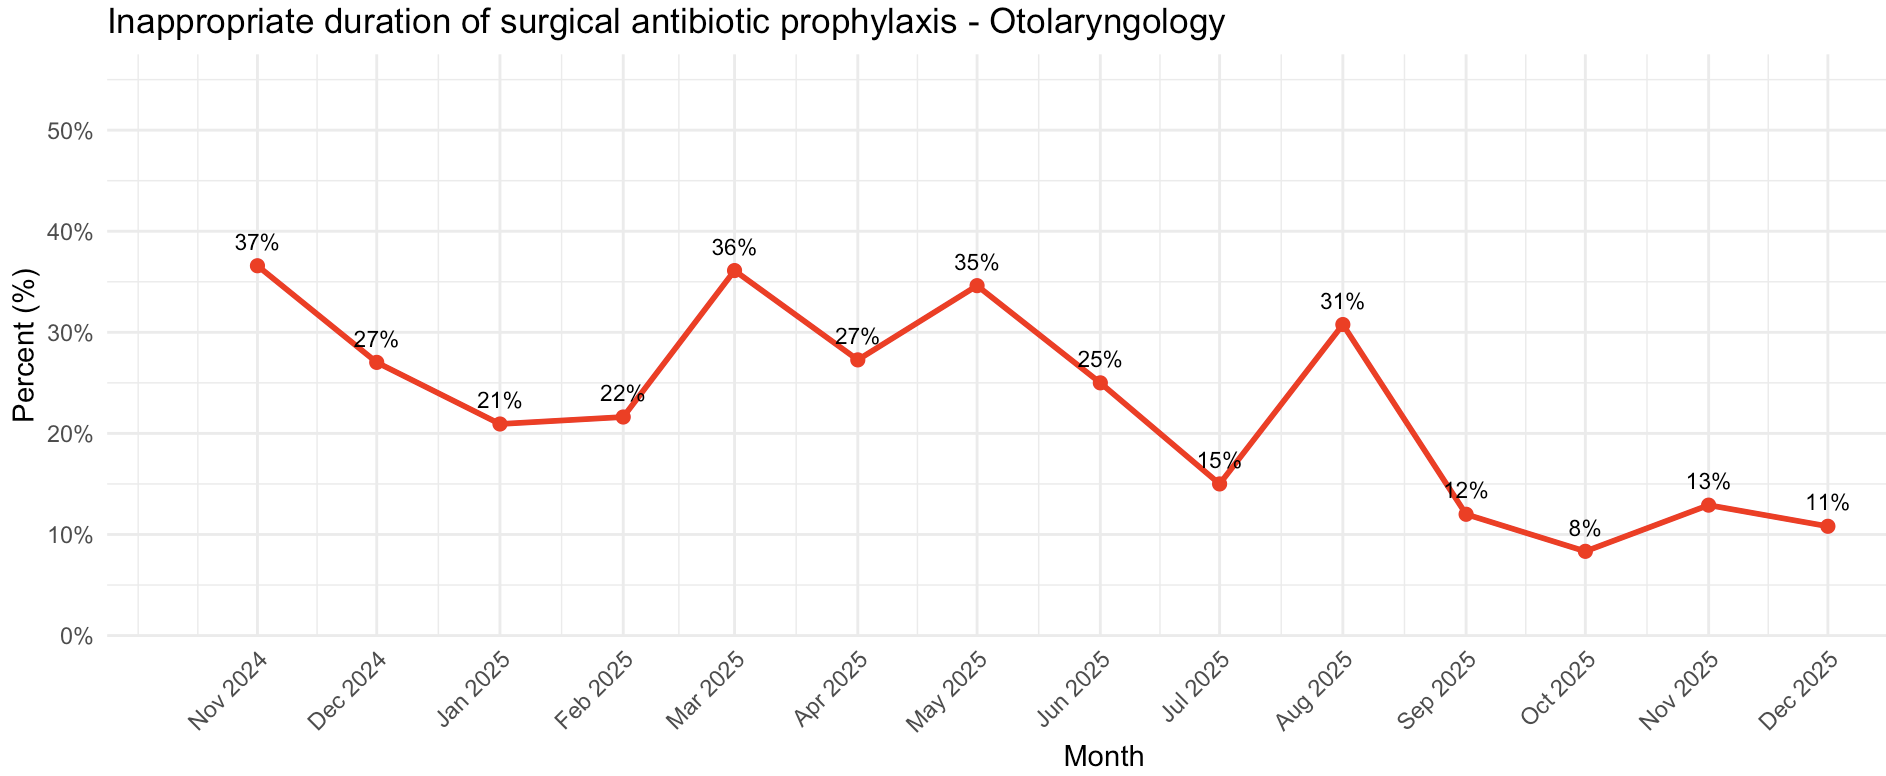 Inappropriate duration of surgical antibiotic prophylaxis - Otolaryngology
Percent (%)
50%
40%
30%
20%
10%
0%
37%
27%
21%
22%
36%
27%
35%
25%
15%
31%
12%
8%
13%
11%
Nov 2024
Dec 2024
Jan 2025
Feb 2025
Mar 2025
Apr 2025
May 2025
Jun 2025
Jul 2025
Aug 2025
Sep 2025
Oct 2025
Nov 2025
Dec 2025
Month